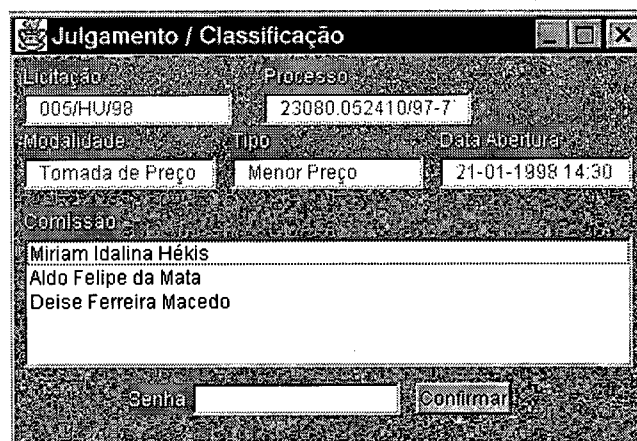 Julgamento / Classificação
Licitação Processo
005/HU/98 23080.052410/97-7
Modalidade Tipo Data Abertura
Tomada de Preço Menor Preço 21-01-1998 14:30
Comissão
Miriam Idalina Hékis
Aldo Felipe da Mata
Deise Ferreira Macedo
Senha Confirmar